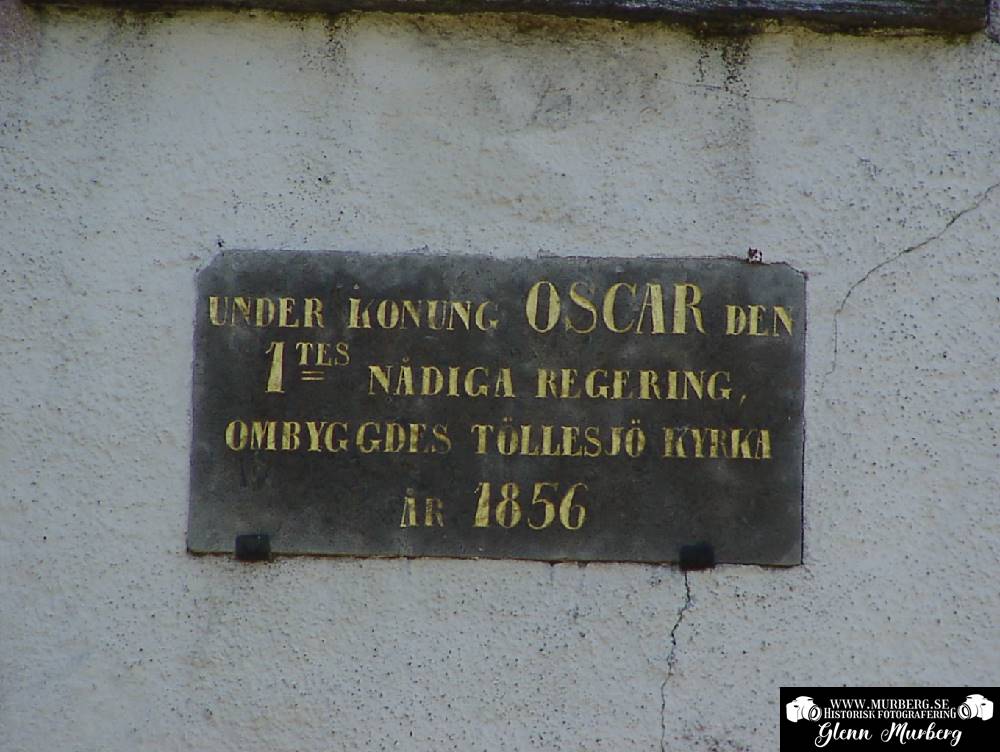 UNDER KONUNG OSCAR DEN
1TES NÅDIGA REGERING,
OMBYGGDES TÖLLESJÖ KYRKA
ÅR 1856
WWW.MURBERG.SE
HISTORISK FOTOGRAFERING
Glenn Murberg